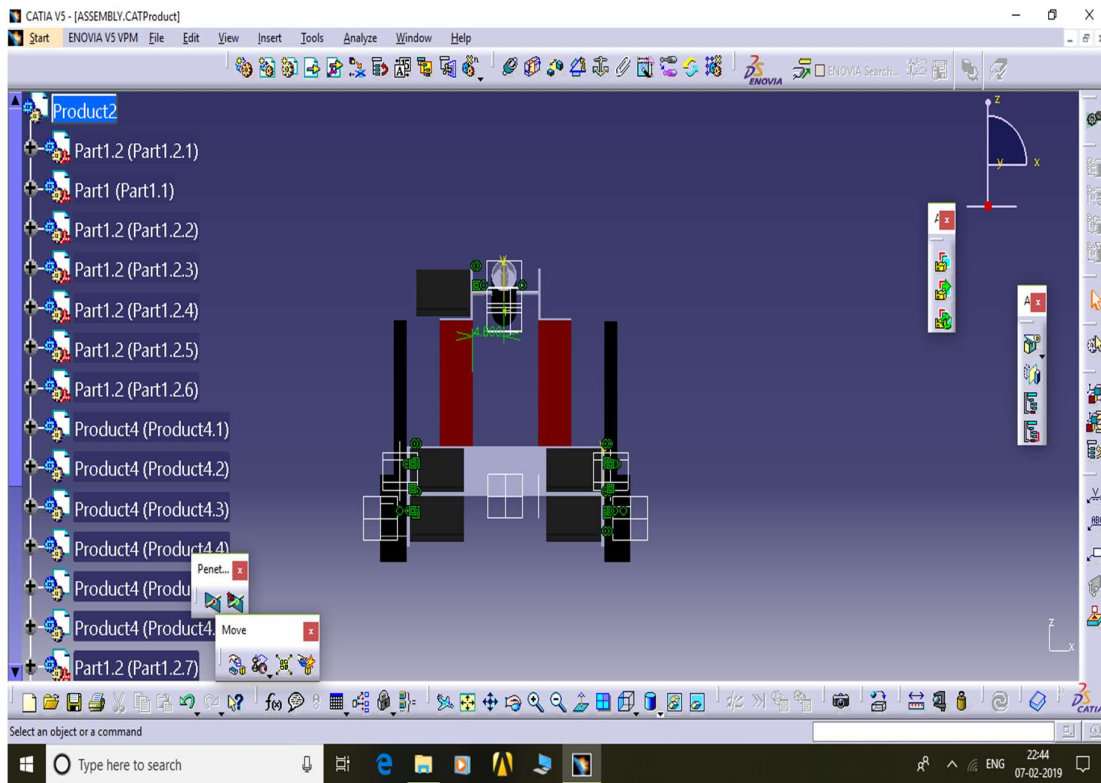 CATIA V5 - [ASSEMBLY.CATProduct]
Start ENOVIA V5 VPM File Edit View Insert Tools Analyze Window Help
ENOVIA
ENOVIA Search...
Product2
Part1.2 (Part1.2.1)
Part1 (Part1.1)
Part1.2 (Part1.2.2)
Part1.2 (Part1.2.3)
Part1.2 (Part1.2.4)
Part1.2 (Part1.2.5)
Part1.2 (Part1.2.6)
Product4 (Product4.1)
Product4 (Product4.2)
Product4 (Product4.3)
Product4 (Product4.4)
Product4 (Produ
Product4 (Product4.
Part1.2 (Part1.2.7)
z
y x
A x
A x
y
Penet... x
Move x
z
x
f(x)
CATIA
Select an object or a command
Type here to search
ENG
22:44
07-02-2019